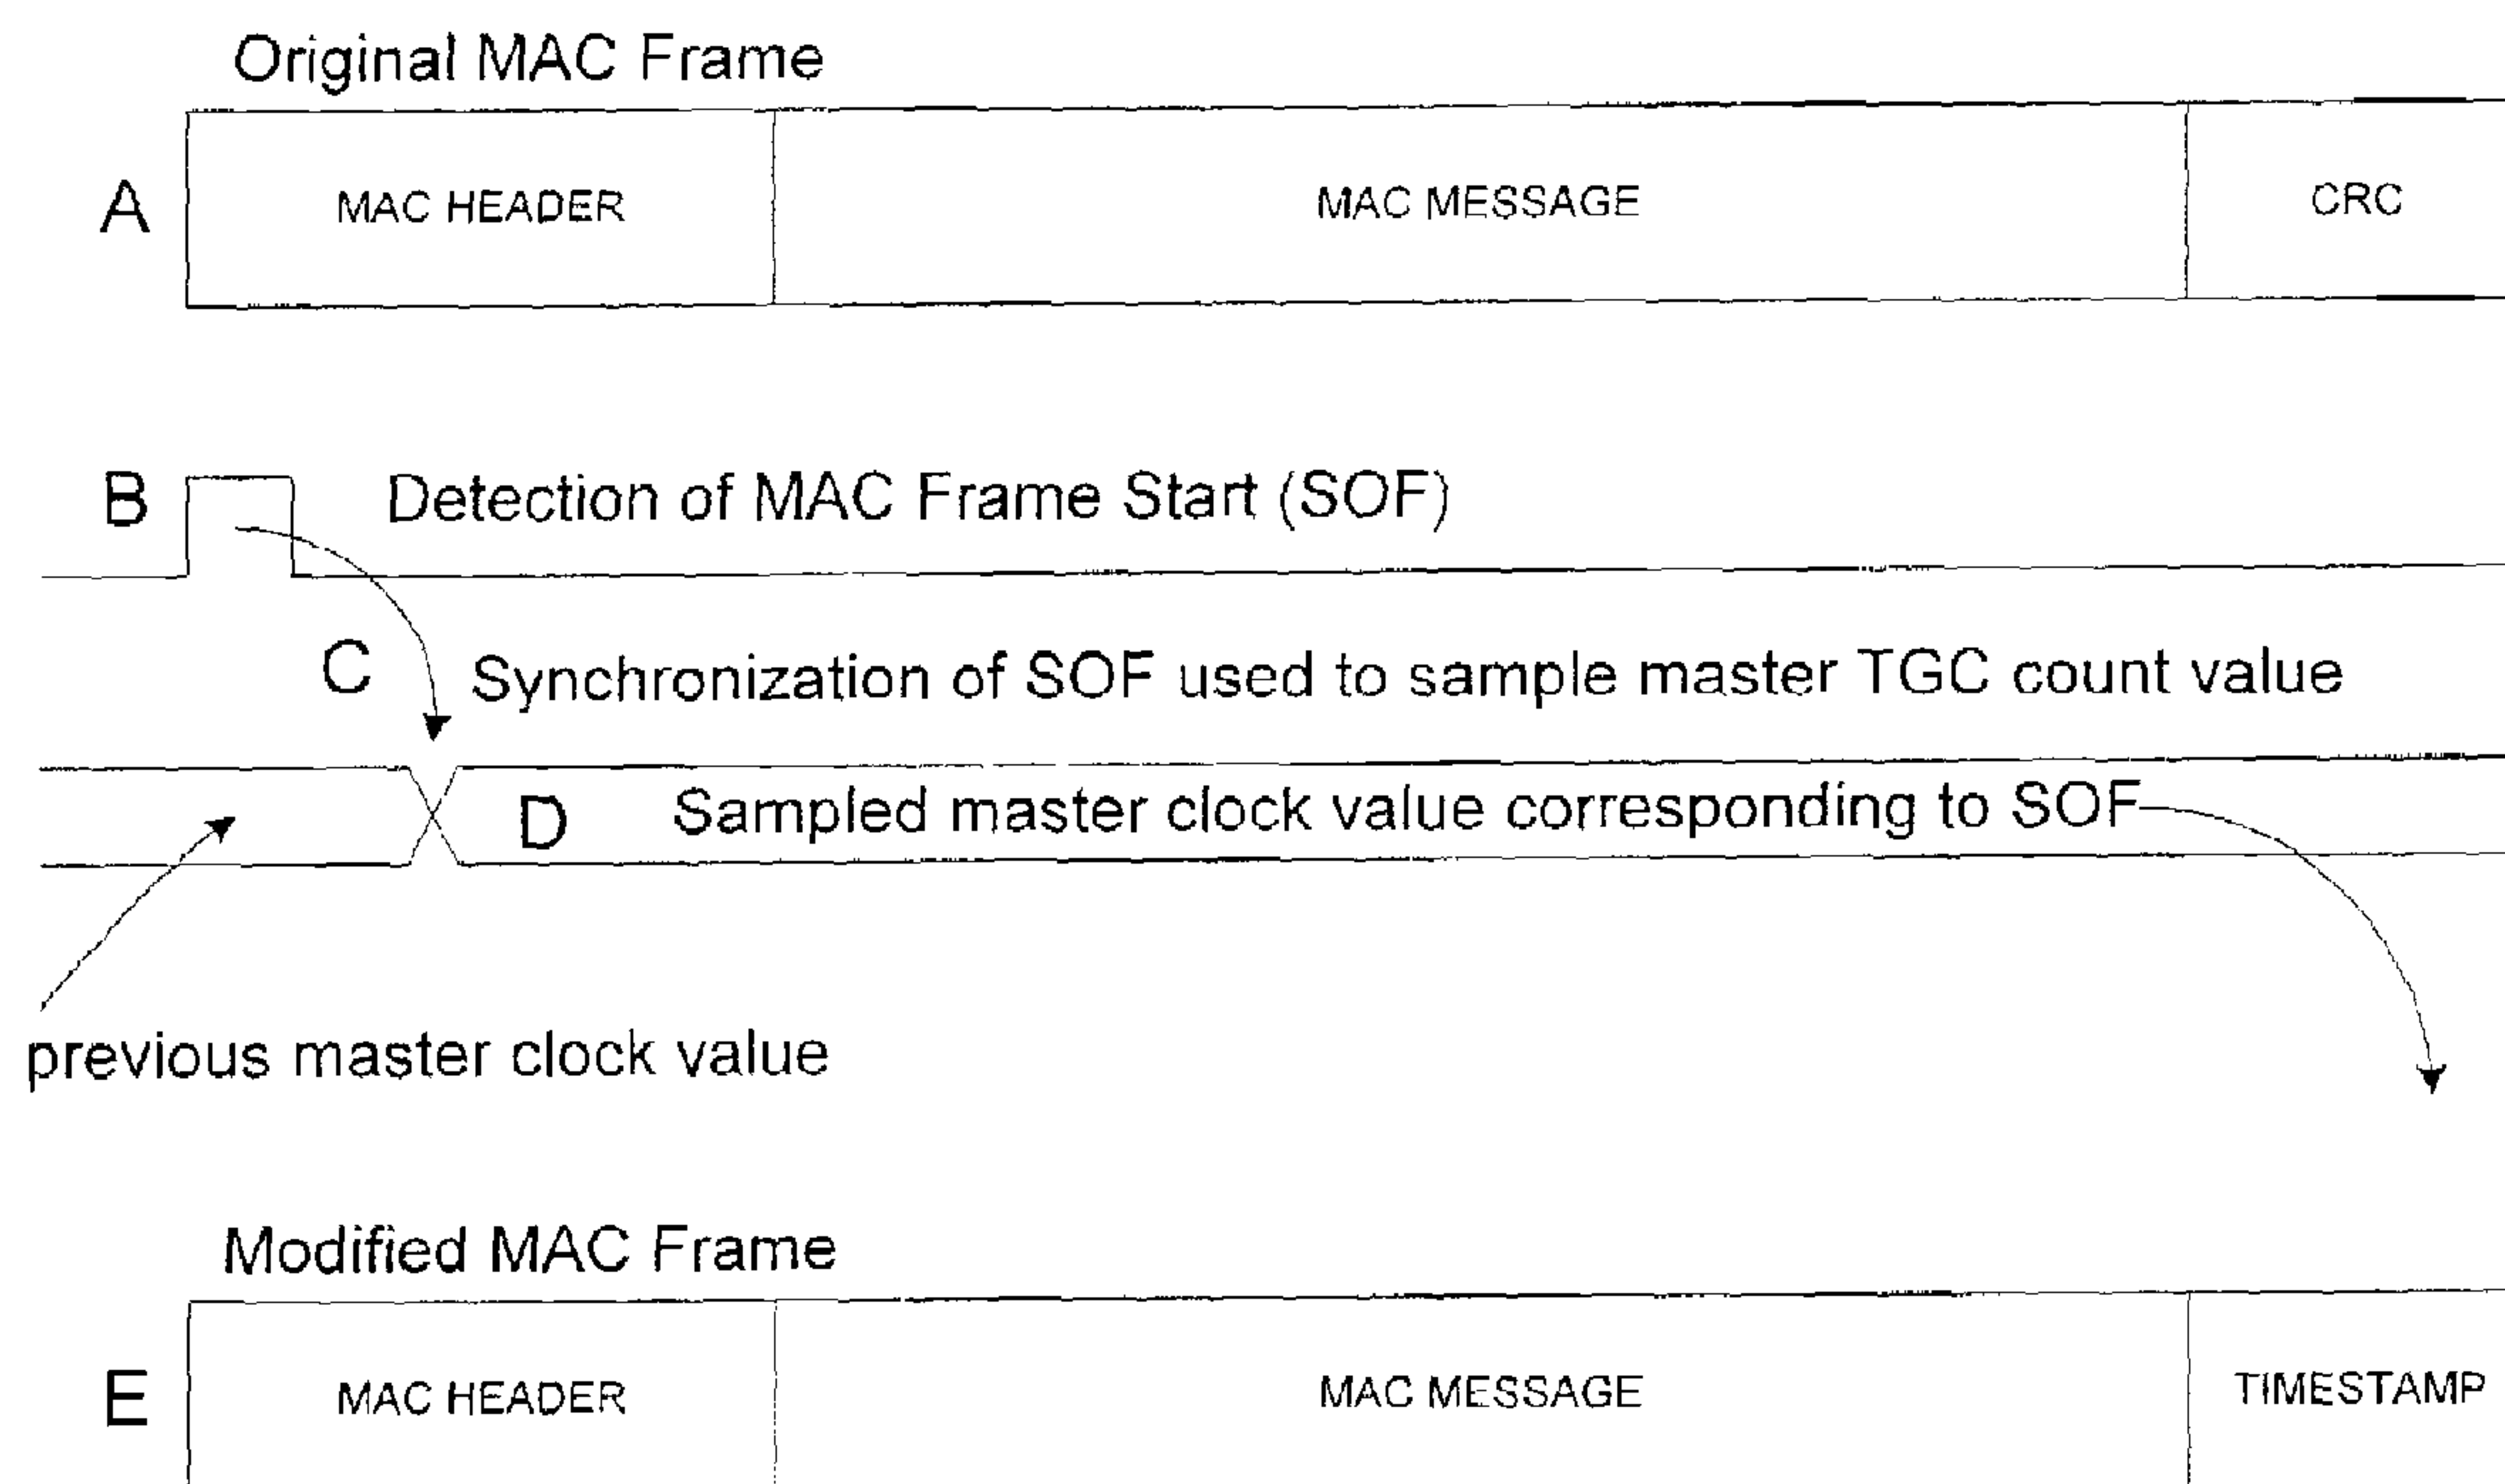 Original MAC Frame
A
MAC HEADER
MAC MESSAGE
CRC
B
Detection of MAC Frame Start (SOF)
C
Synchronization of SOF used to sample master TGC count value
D
Sampled master clock value corresponding to SOF
previous master clock value
Modified MAC Frame
E
MAC HEADER
MAC MESSAGE
TIMESTAMP